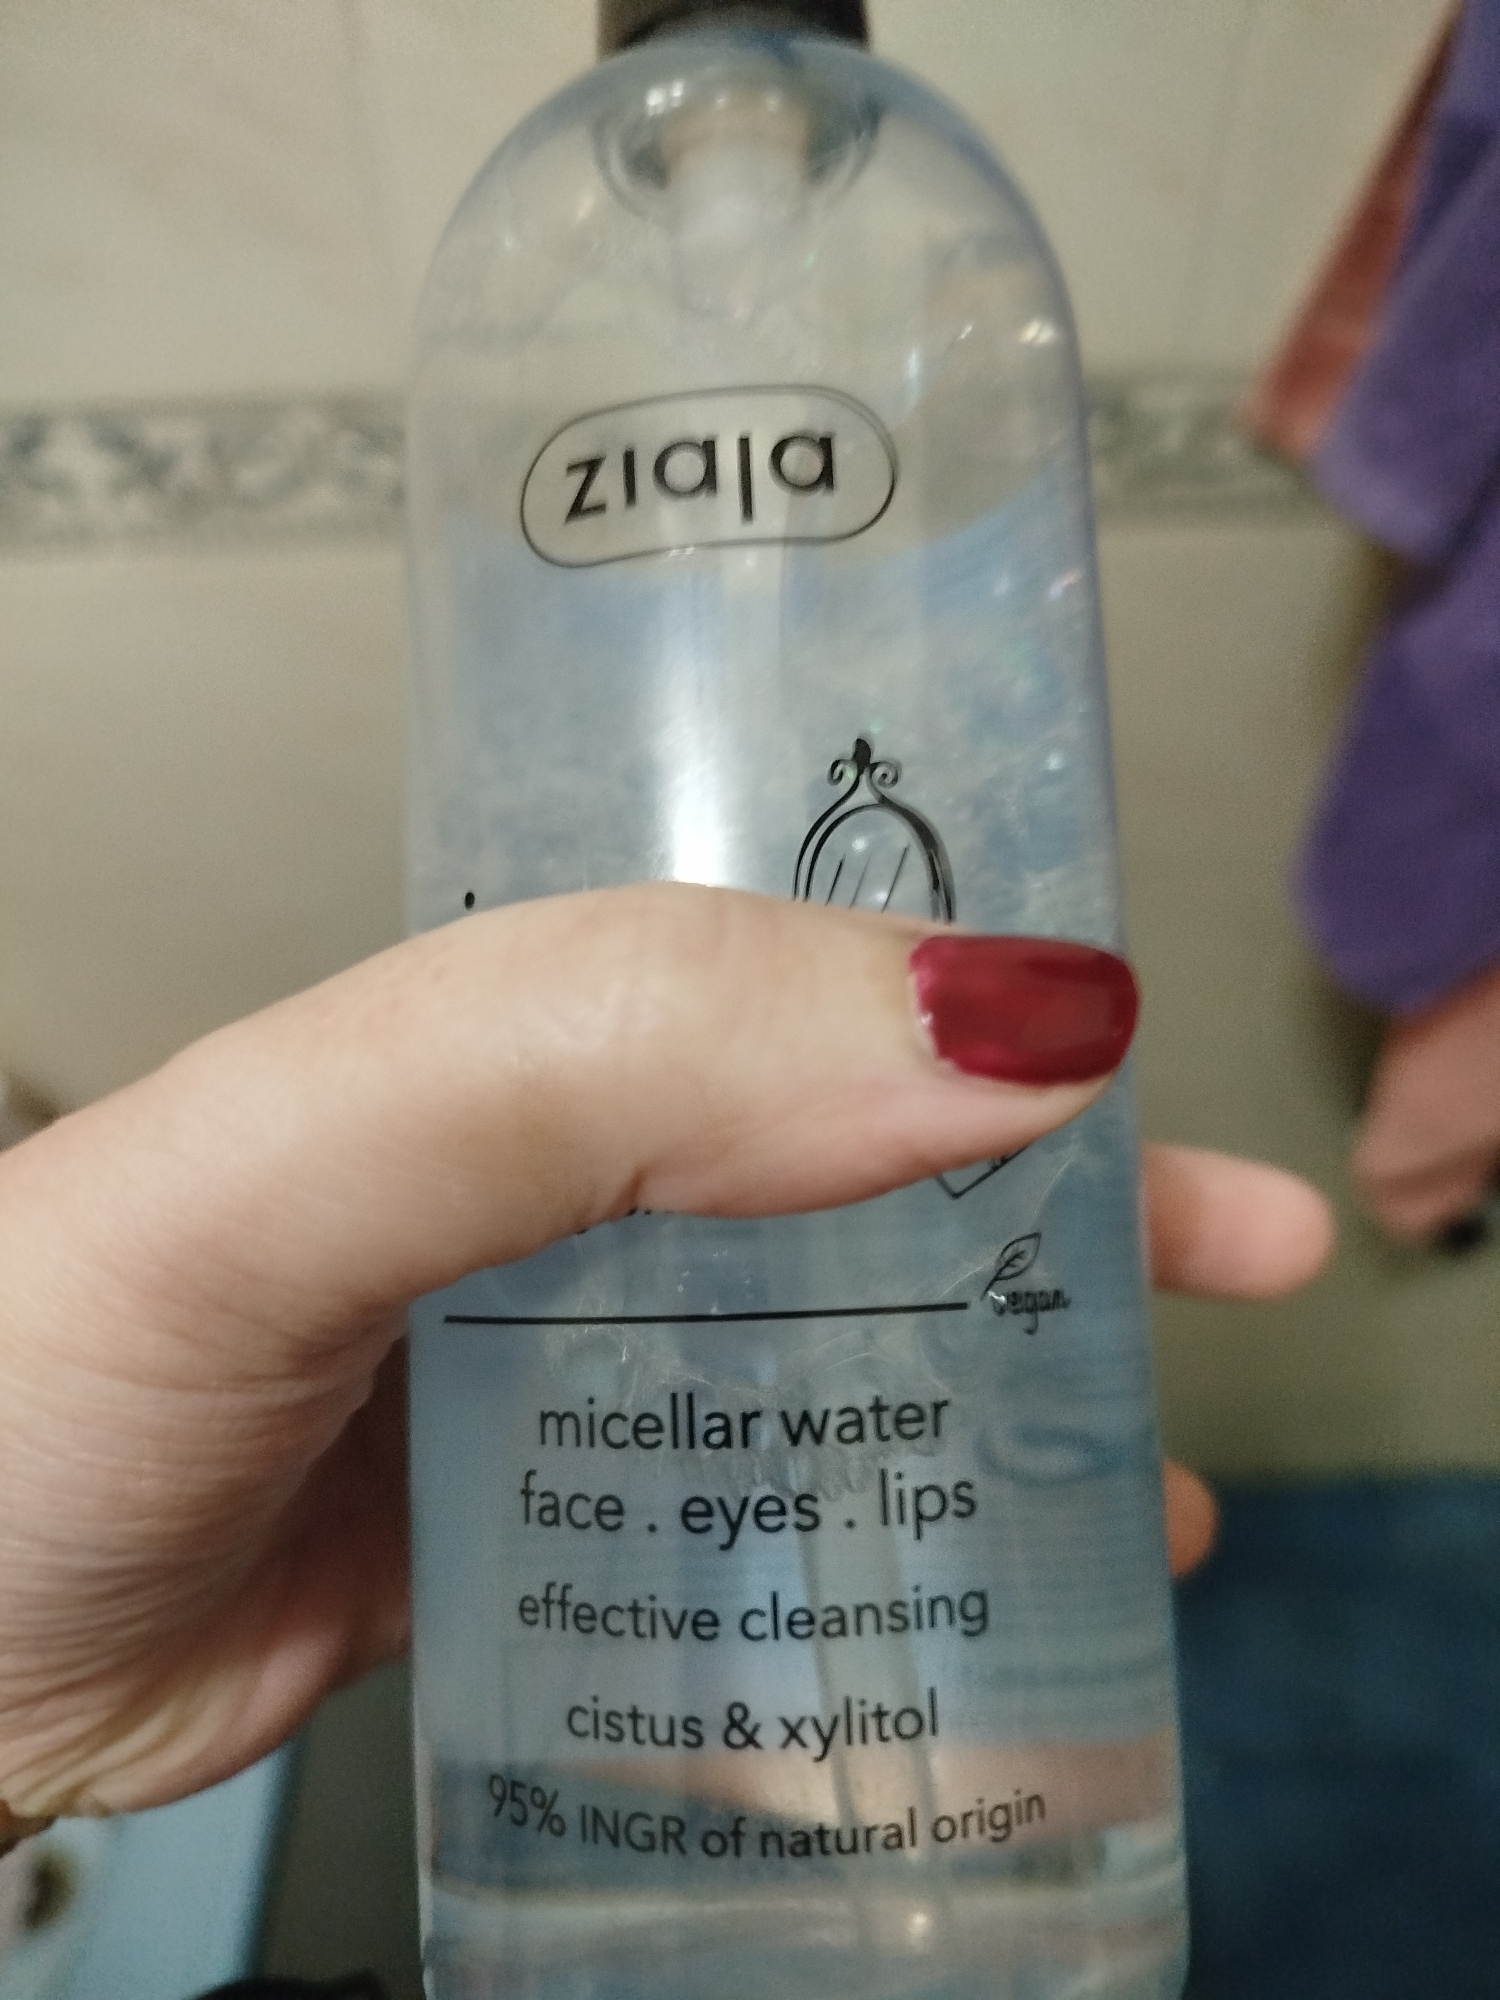 ziaja
vegan
micellar water
face . eyes . lips
effective cleansing
cistus & xylitol
95% INGR of natural origin